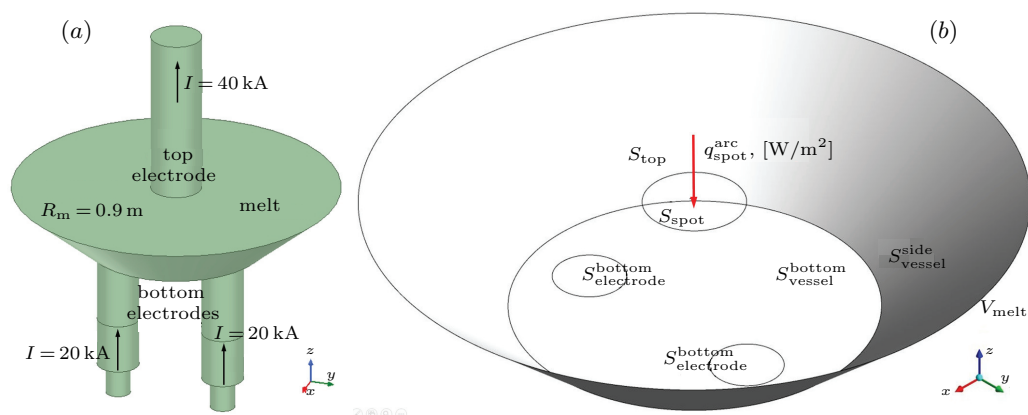 (a)
I = 40 kA
top
electrode
R_m = 0.9 m
melt
bottom
electrodes
I = 20 kA
I = 20 kA
z
y
x
(b)
S_top
q_spot^arc, [W/m²]
S_spot
S_electrode^bottom
S_vessel^bottom
S_vessel^side
V_melt
S_electrode^bottom
z
x
y